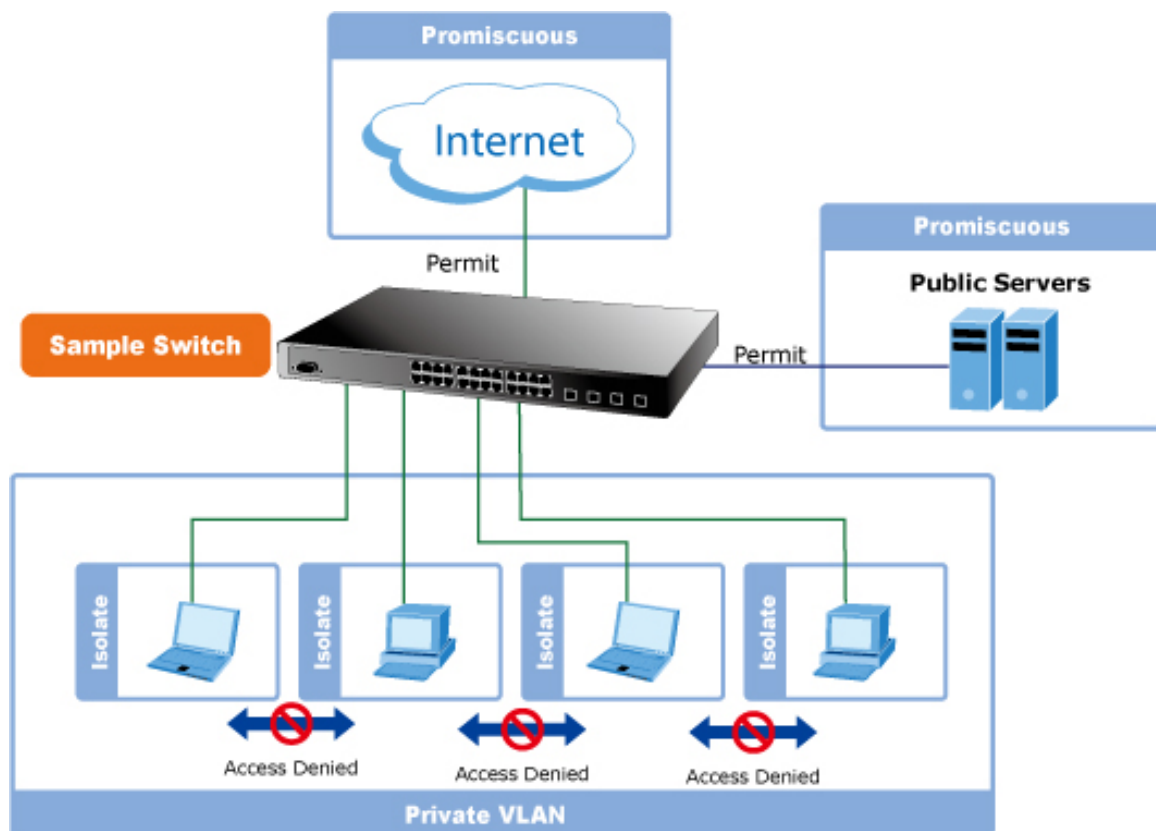 Promiscuous
Internet
Permit
Promiscuous
Public Servers
Sample Switch
Permit
Isolate
Isolate
Isolate
Isolate
Access Denied
Access Denied
Access Denied
Private VLAN